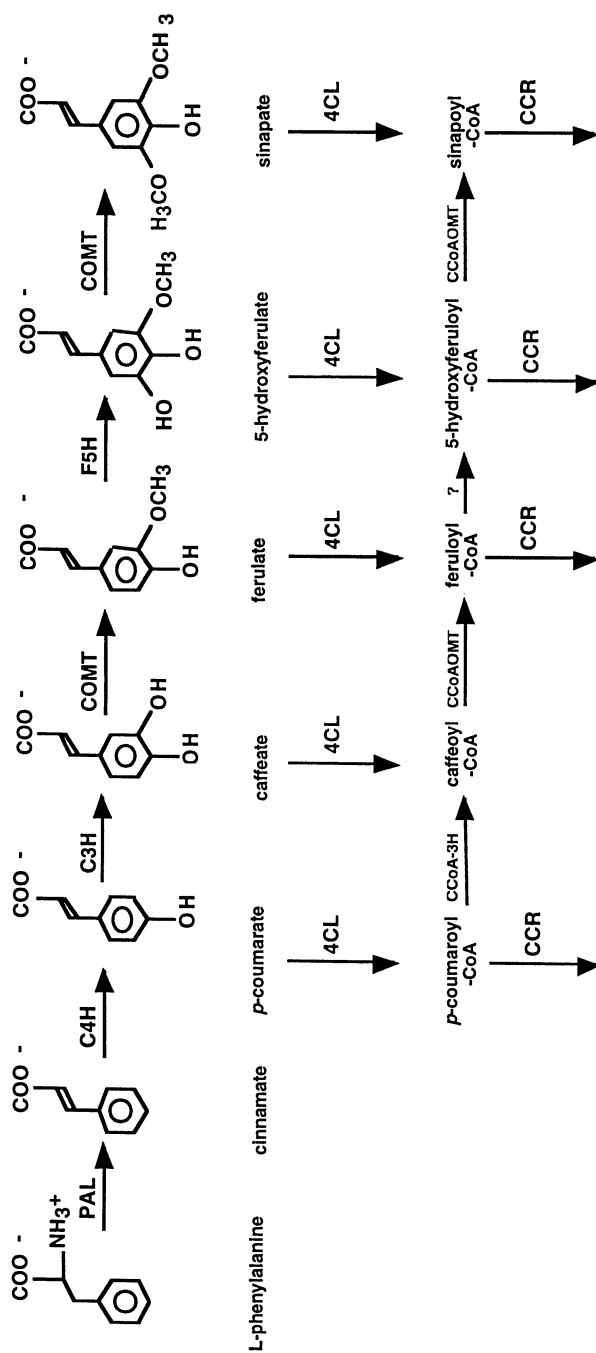 COO - COO - COO - COO - COO - COO - COO -
NH3+
PAL C4H C3H COMT F5H COMT
OH OCH3 HO OCH3 H3CO OCH3
OH OH OH OH OH
L-phenylalanine cinnamate p-coumarate caffeate ferulate 5-hydroxyferulate sinapate
4CL 4CL 4CL 4CL 4CL
CCoA-3H CCoAOMT ? CCoAOMT
p-coumaroyl caffeoyl feruloyl 5-hydroxyferuloyl sinapoyl
-CoA -CoA -CoA -CoA -CoA
CCR CCR CCR CCR